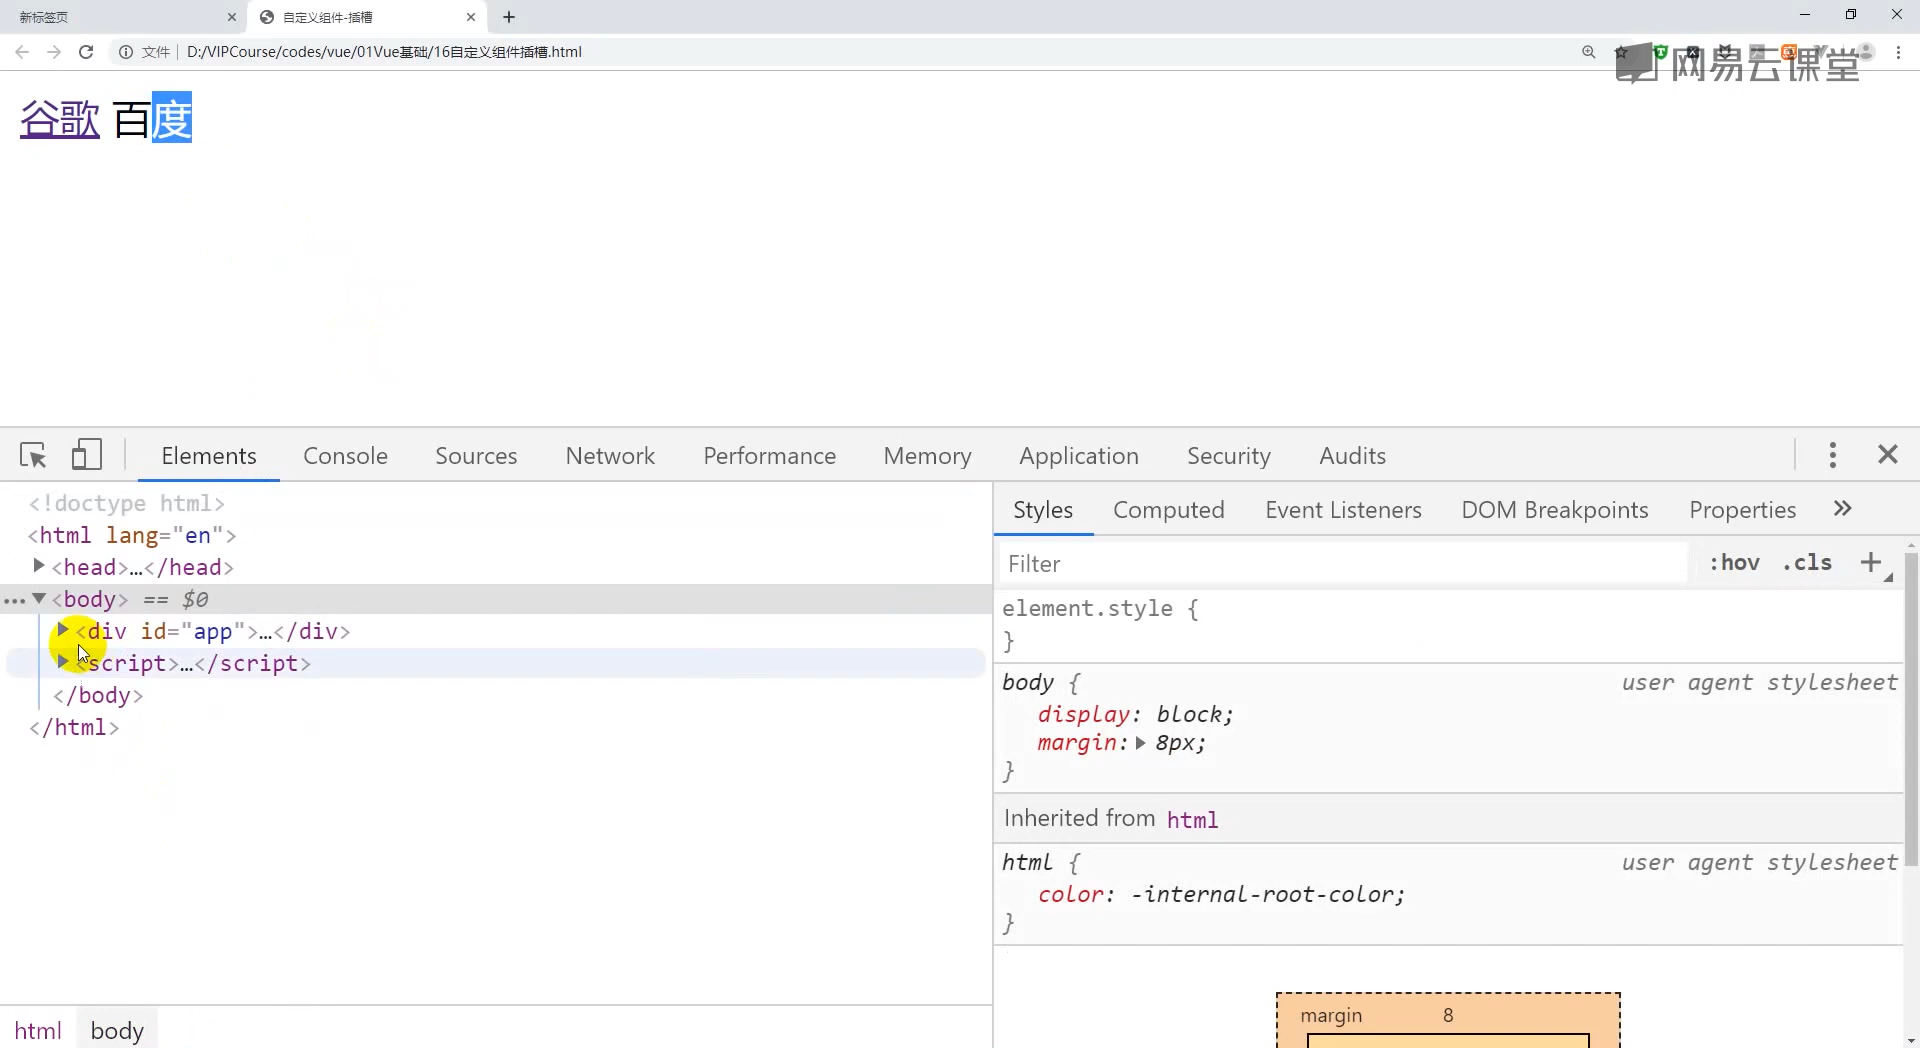 新标签页
自定义组件-插槽
文件 D:/VIPCourse/codes/vue/01Vue基础/16自定义组件插槽.html
网易云课堂
谷歌 百度
Elements Console Sources Network Performance Memory Application Security Audits
<!doctype html>
<html lang="en">
<head>…</head>
<body> == $0
<div id="app">…</div>
<script>…</script>
</body>
</html>
html body
Styles Computed Event Listeners DOM Breakpoints Properties
Filter :hov .cls
element.style {
}
body { user agent stylesheet
display: block;
margin: 8px;
}
Inherited from html
html { user agent stylesheet
color: -internal-root-color;
}
margin 8